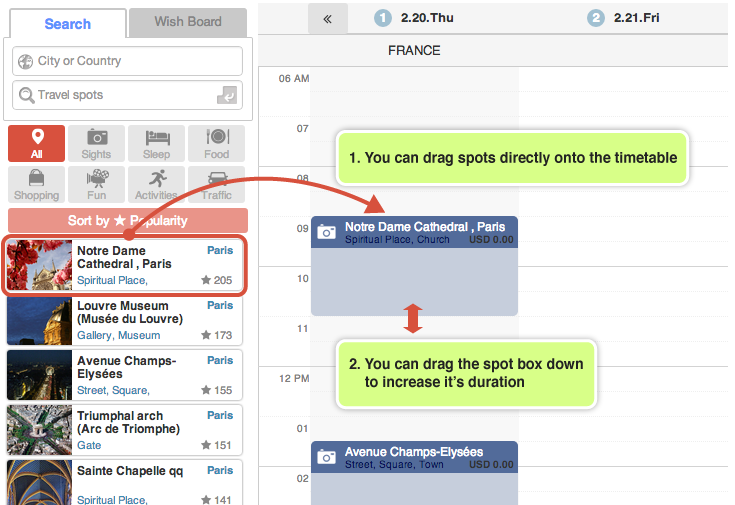 Search
Wish Board
City or Country
Travel spots
All
Sights
Sleep
Food
Shopping
Fun
Activities
Traffic
Sort by ★ Popularity
Notre Dame
Cathedral , Paris
Paris
Spiritual Place,
★ 205
Louvre Museum
(Musée du Louvre)
Paris
Gallery, Museum
★ 173
Avenue Champs-
Elysées
Paris
Street, Square,
★ 155
Triumphal arch
(Arc de Triomphe)
Paris
Gate
★ 151
Sainte Chapelle qq
Paris
Spiritual Place,
★ 141
«
1 2.20.Thu
2 2.21.Fri
FRANCE
06 AM
07
1. You can drag spots directly onto the timetable
08
09
Notre Dame Cathedral , Paris
Spiritual Place, Church USD 0.00
10
11
2. You can drag the spot box down
to increase it's duration
12 PM
01
Avenue Champs-Elysées
Street, Square, Town USD 0.00
02